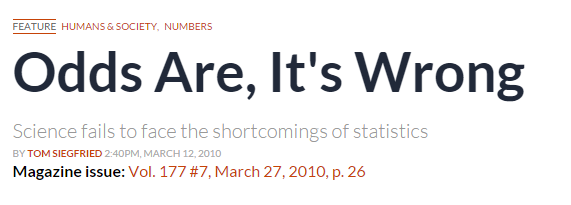 FEATURE HUMANS & SOCIETY, NUMBERS
Odds Are, It's Wrong
Science fails to face the shortcomings of statistics
BY TOM SIEGFRIED 2:40PM, MARCH 12, 2010
Magazine issue: Vol. 177 #7, March 27, 2010, p. 26